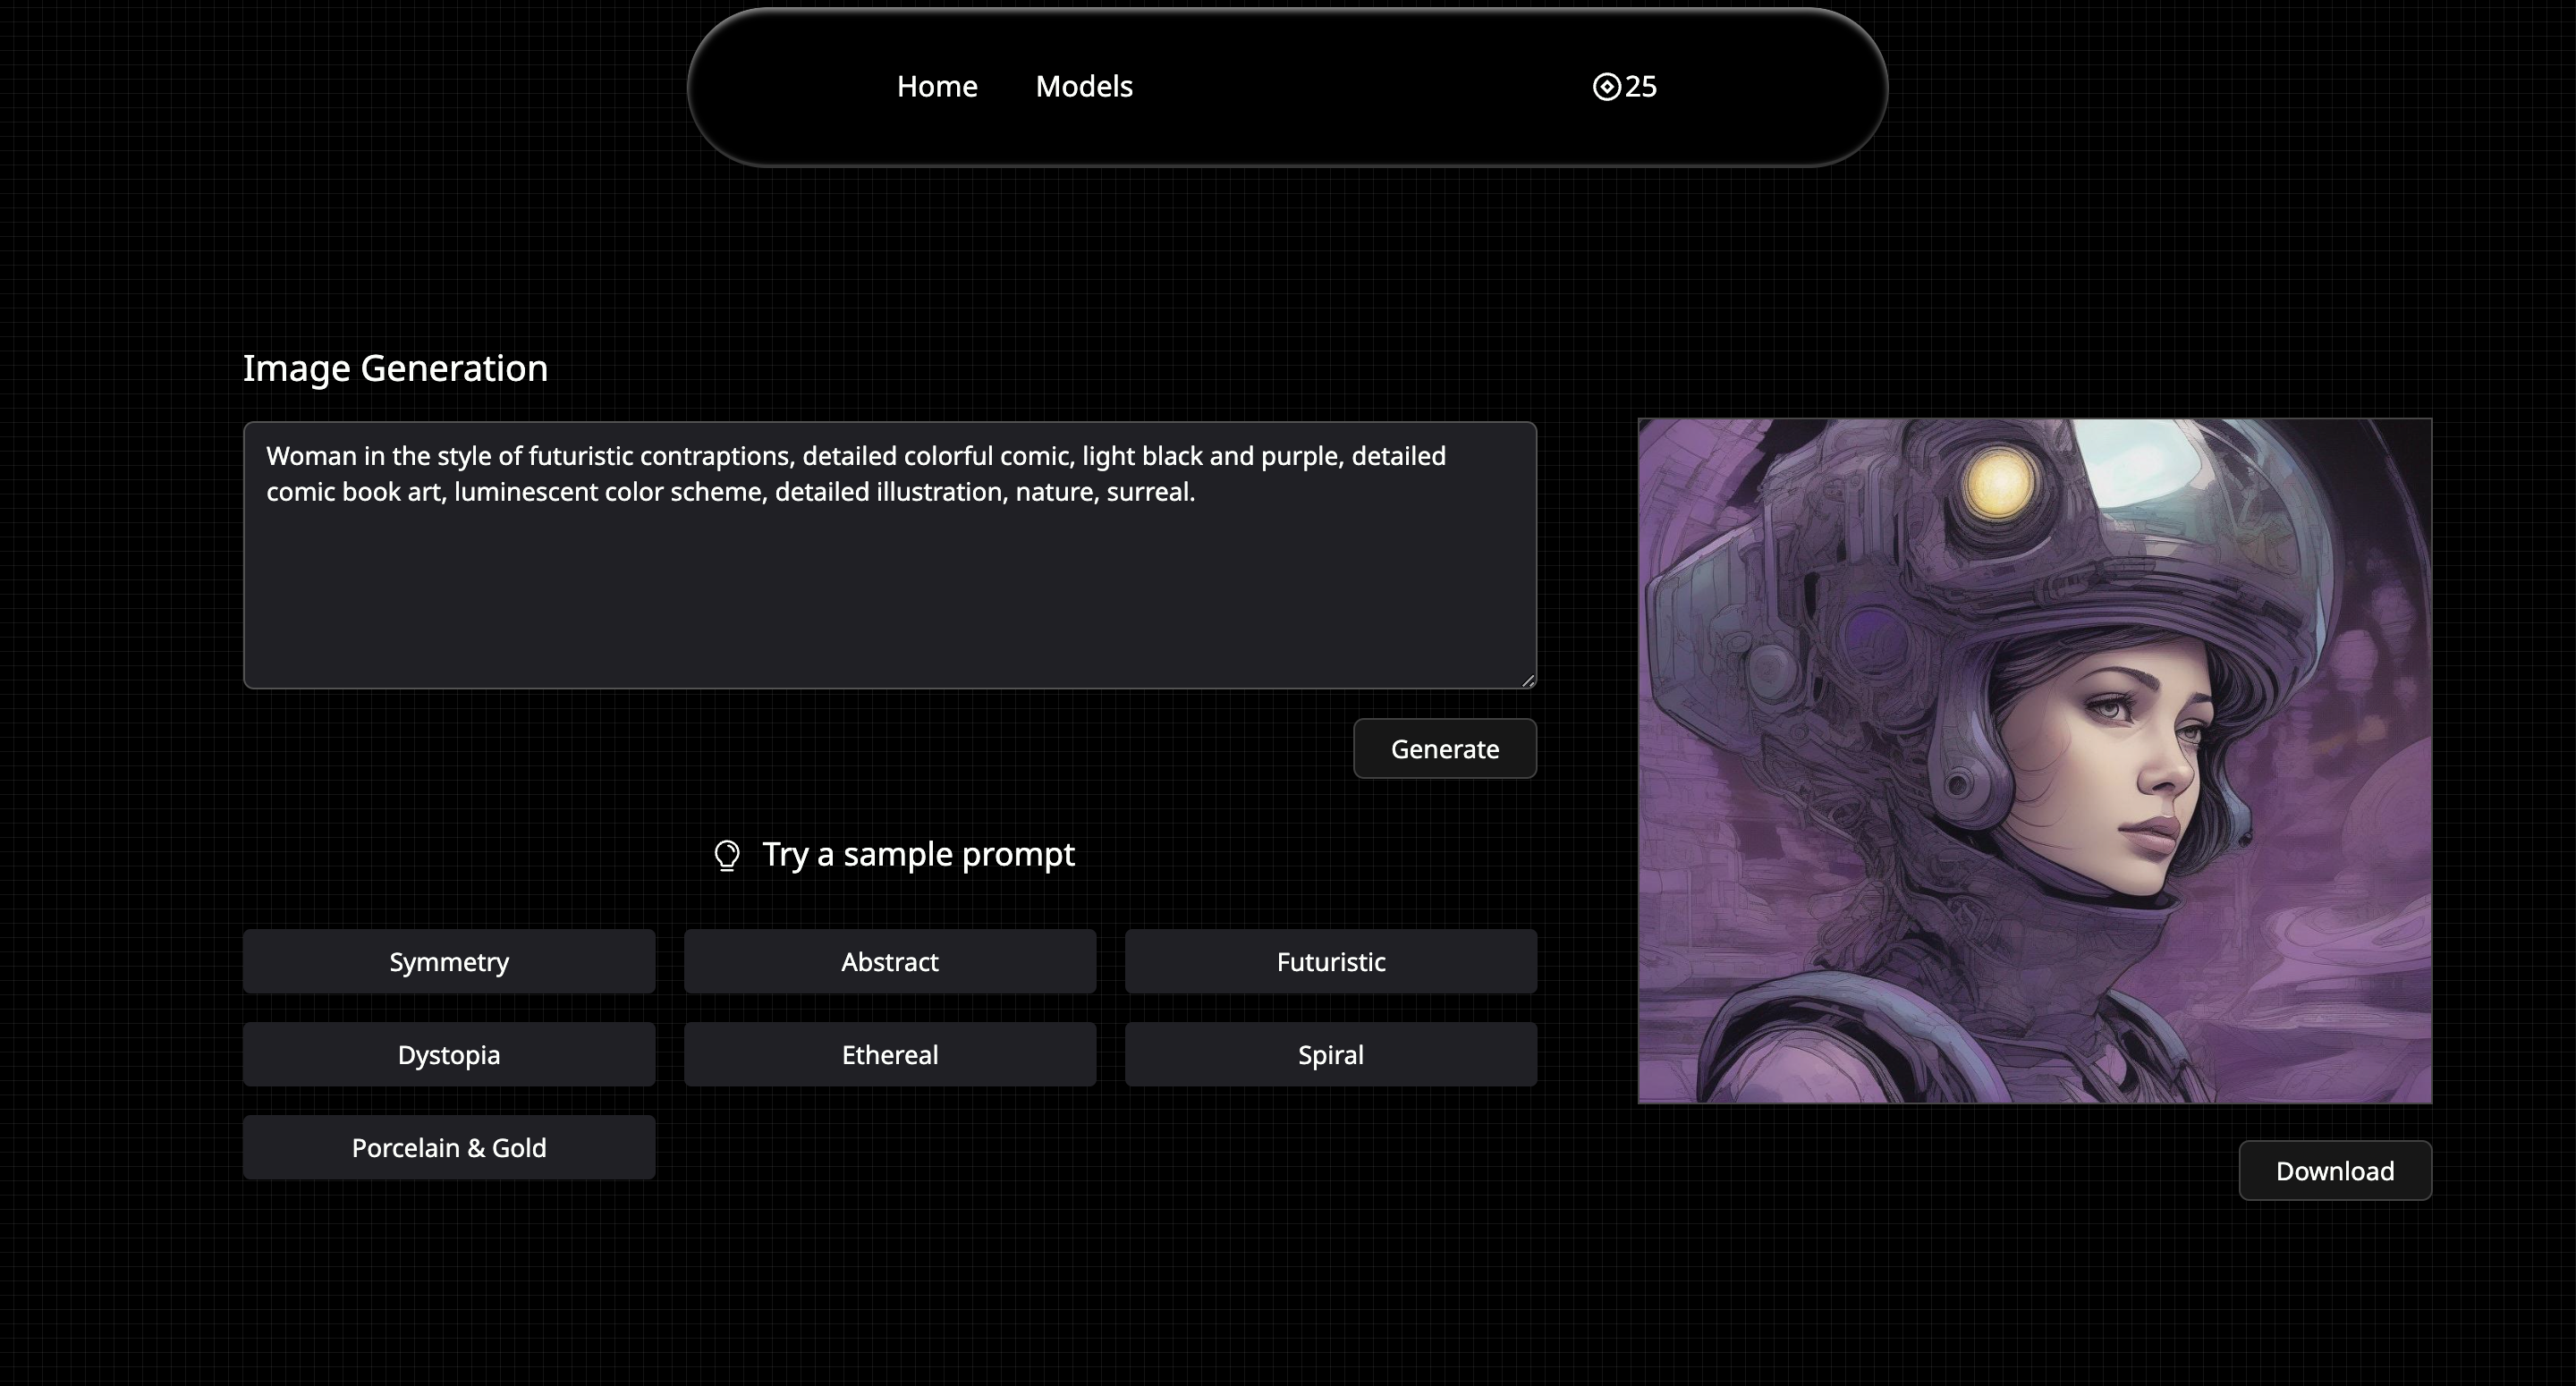 Home Models 25
Image Generation
Woman in the style of futuristic contraptions, detailed colorful comic, light black and purple, detailed
comic book art, luminescent color scheme, detailed illustration, nature, surreal.
Generate
Try a sample prompt
Symmetry Abstract Futuristic
Dystopia Ethereal Spiral
Porcelain & Gold
Download